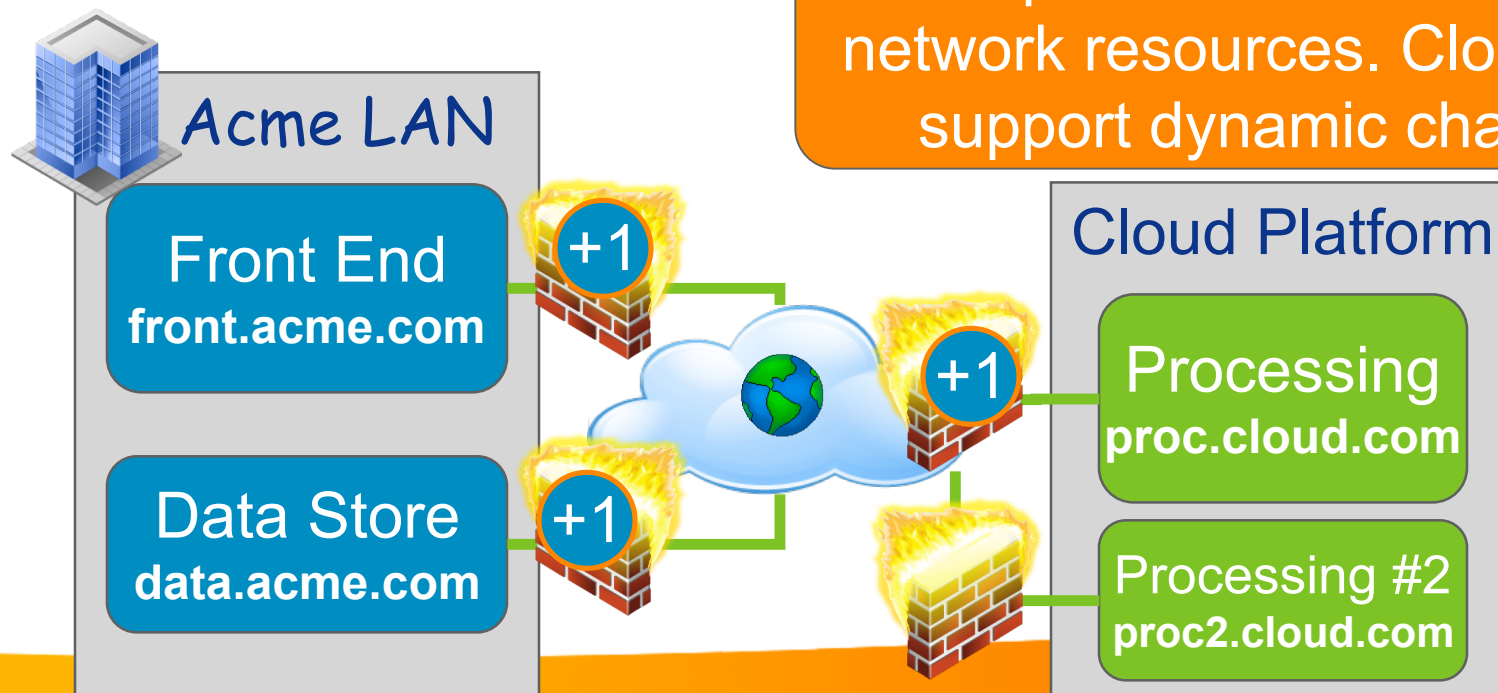 network resources. Clo
support dynamic cha
Acme LAN
Front End
front.acme.com
+1
Data Store
data.acme.com
+1
+1
Cloud Platform
Processing
proc.cloud.com
Processing #2
proc2.cloud.com